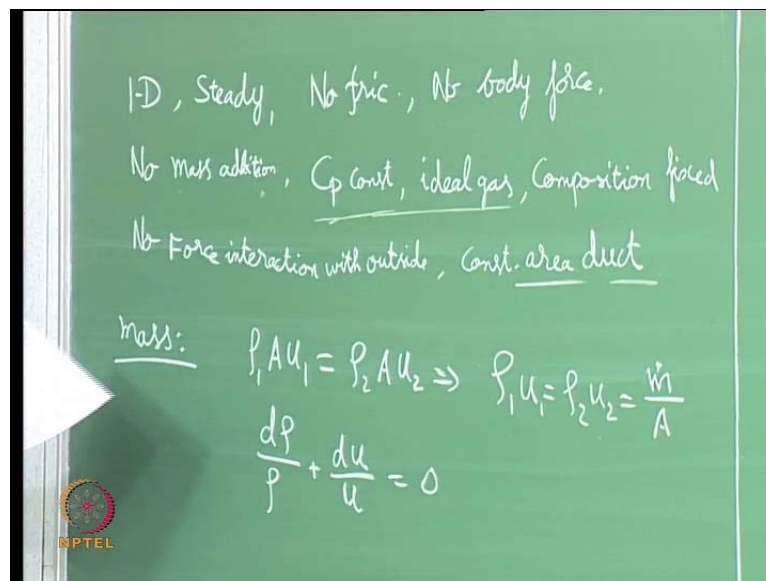 1-D, Steady, No fric., No body force.
No mass addition, Cp const, ideal gas, Composition fixed
No Force interaction with outside, Const. area duct
Mass: ρ₁Au₁ = ρ₂Au₂ ⇒ ρ₁u₁ = ρ₂u₂ = ṁ/A
dρ/ρ + du/u = 0
NPTEL